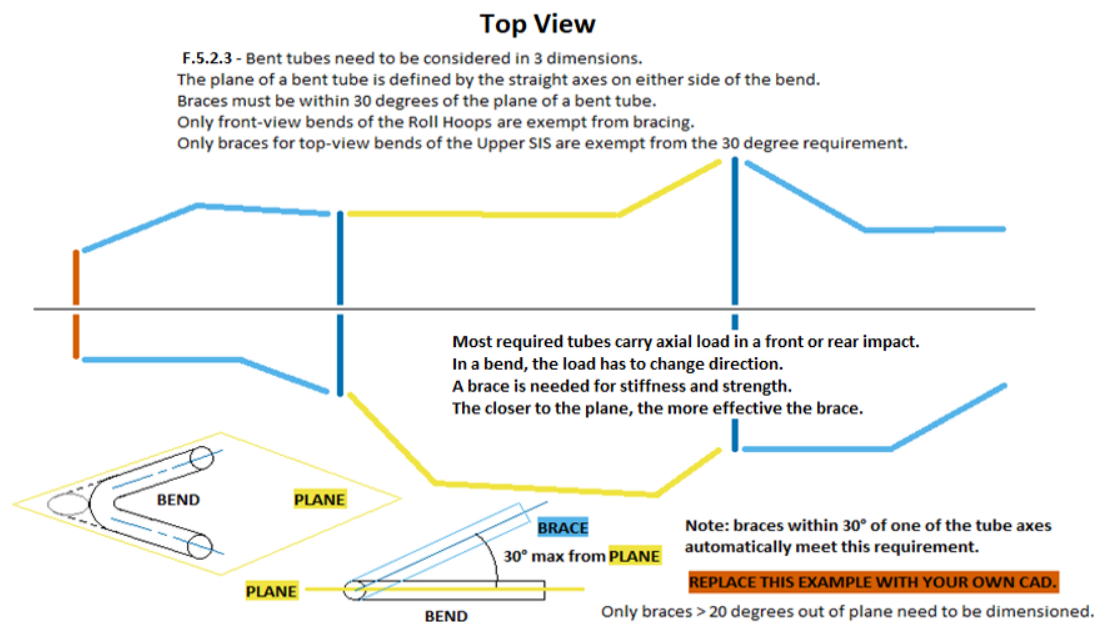 Top View
F.5.2.3 - Bent tubes need to be considered in 3 dimensions.
The plane of a bent tube is defined by the straight axes on either side of the bend.
Braces must be within 30 degrees of the plane of a bent tube.
Only front-view bends of the Roll Hoops are exempt from bracing.
Only braces for top-view bends of the Upper SIS are exempt from the 30 degree requirement.
Most required tubes carry axial load in a front or rear impact.
In a bend, the load has to change direction.
A brace is needed for stiffness and strength.
The closer to the plane, the more effective the brace.
BEND
PLANE
BRACE
30° max from PLANE
PLANE
BEND
Note: braces within 30° of one of the tube axes
automatically meet this requirement.
REPLACE THIS EXAMPLE WITH YOUR OWN CAD.
Only braces > 20 degrees out of plane need to be dimensioned.